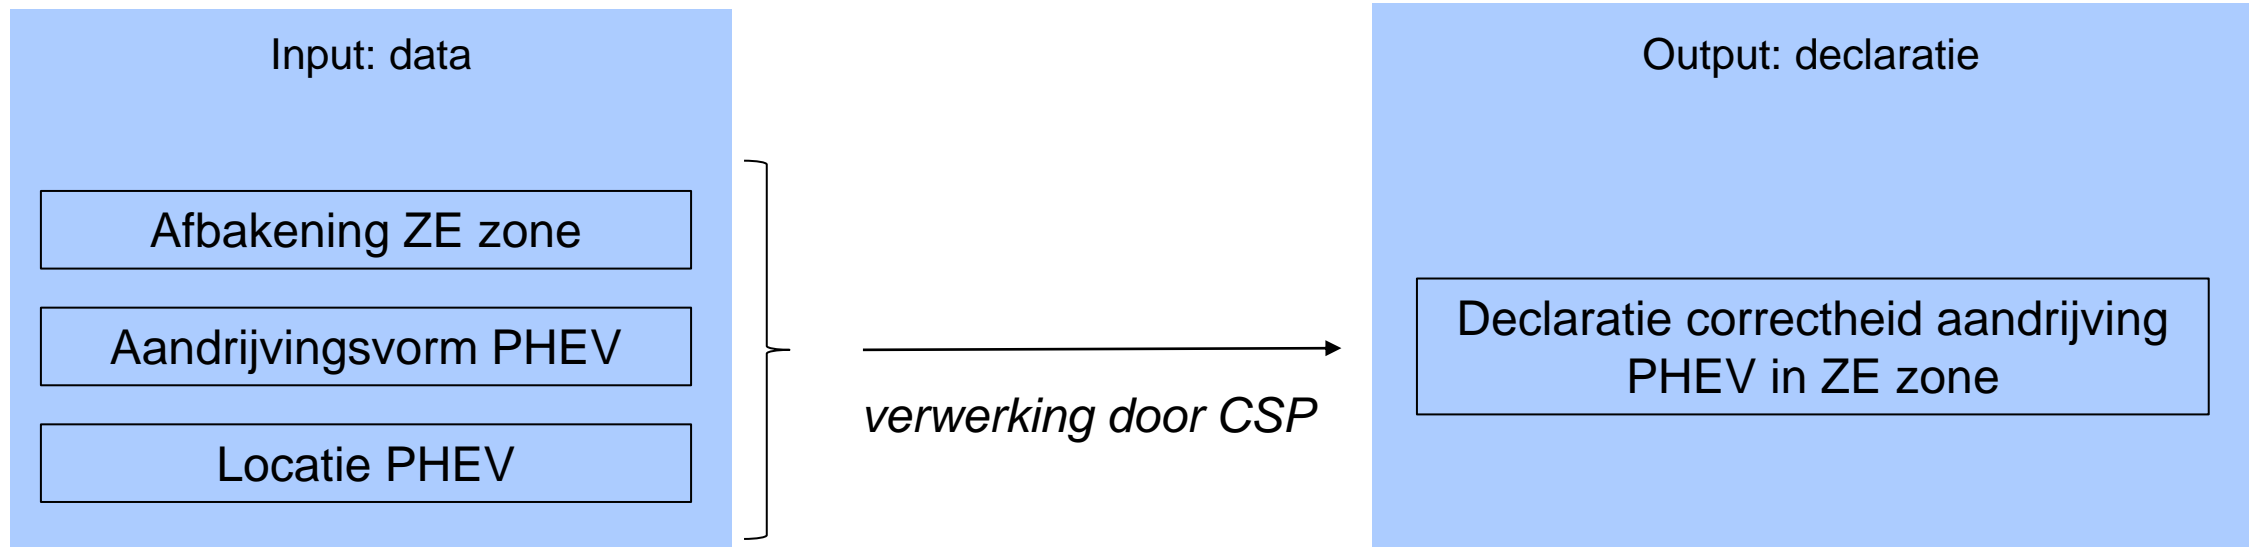 Input: data
Afbakening ZE zone
Aandrijvingsvorm PHEV
Locatie PHEV
verwerking door CSP
Output: declaratie
Declaratie correctheid aandrijving
PHEV in ZE zone